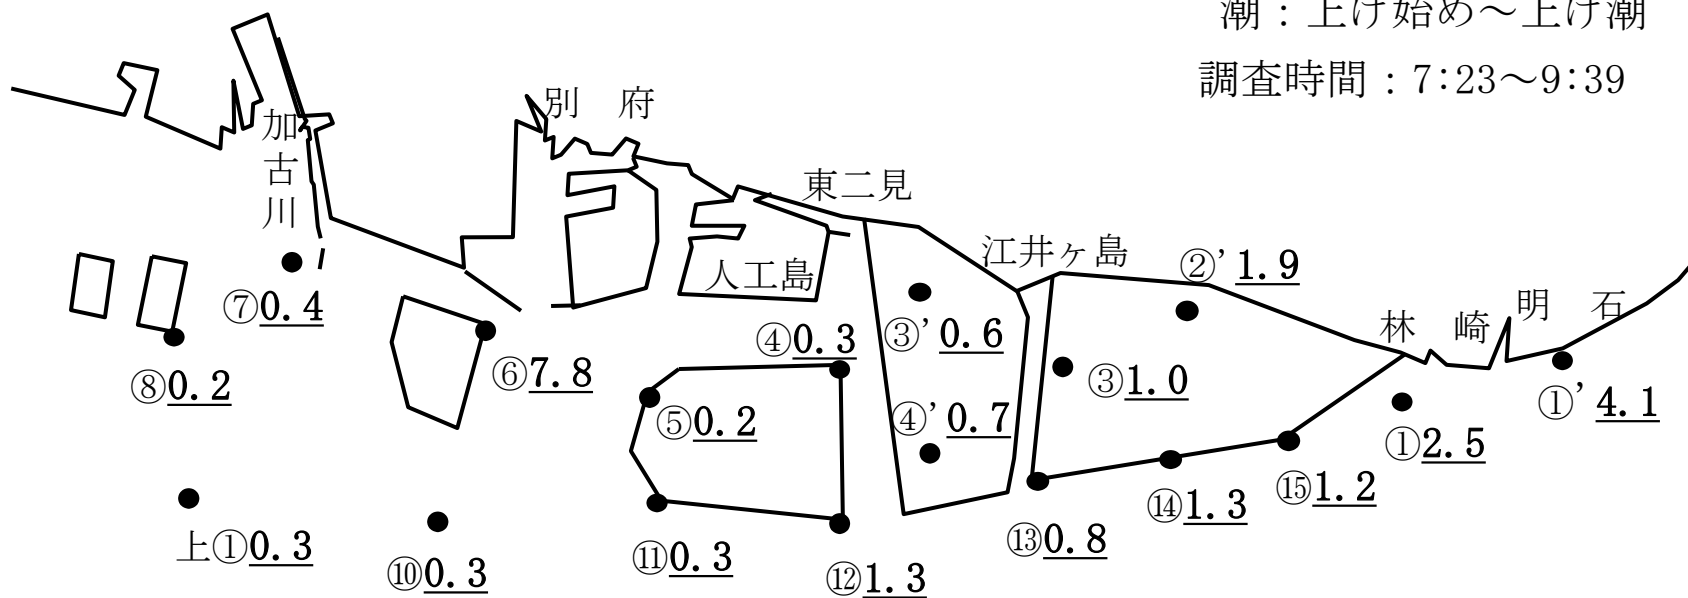 潮：上げ始め～上げ潮
調査時間：7:23～9:39
別 府
加古川
東二見
江井ヶ島
②' 1.9
人工島
林 崎
明 石
⑦0.4
③' 0.6
④0.3
⑧0.2
⑥7.8
③1.0
①' 4.1
⑤0.2
④' 0.7
①2.5
⑮1.2
⑭1.3
上①0.3
⑩0.3
⑪0.3
⑬0.8
⑫1.3